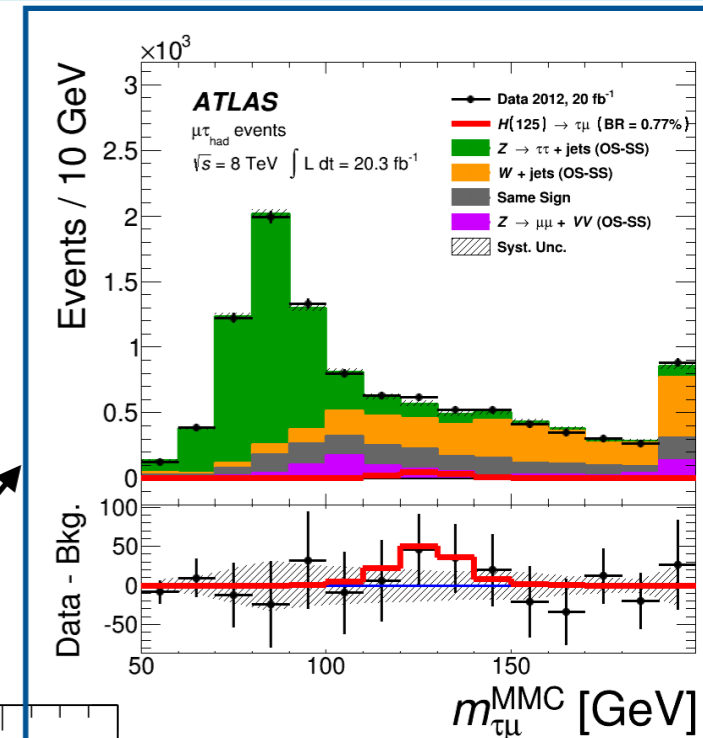 ×10³
Events / 10 GeV
3
2.5
2
1.5
1
0.5
0
ATLAS
μτhad events
√s = 8 TeV ∫ L dt = 20.3 fb⁻¹
Data 2012, 20 fb⁻¹
H(125) → τμ (BR = 0.77%)
Z → ττ + jets (OS-SS)
W + jets (OS-SS)
Same Sign
Z → μμ + VV (OS-SS)
Syst. Unc.
Data - Bkg.
100
50
0
-50
50 100 150
m_τμ^MMC [GeV]